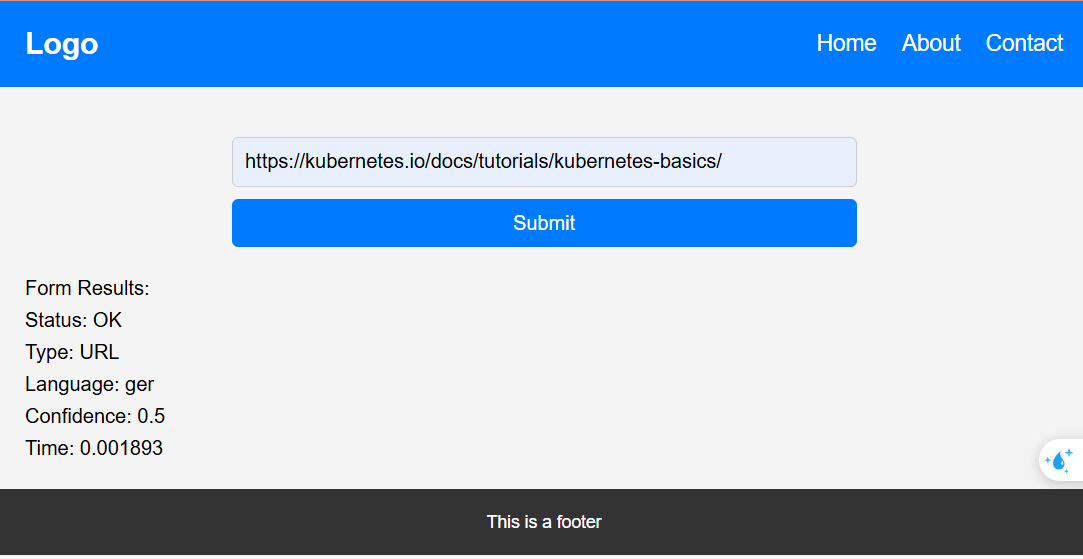 Logo
Home About Contact
https://kubernetes.io/docs/tutorials/kubernetes-basics/
Submit
Form Results:
Status: OK
Type: URL
Language: ger
Confidence: 0.5
Time: 0.001893
This is a footer